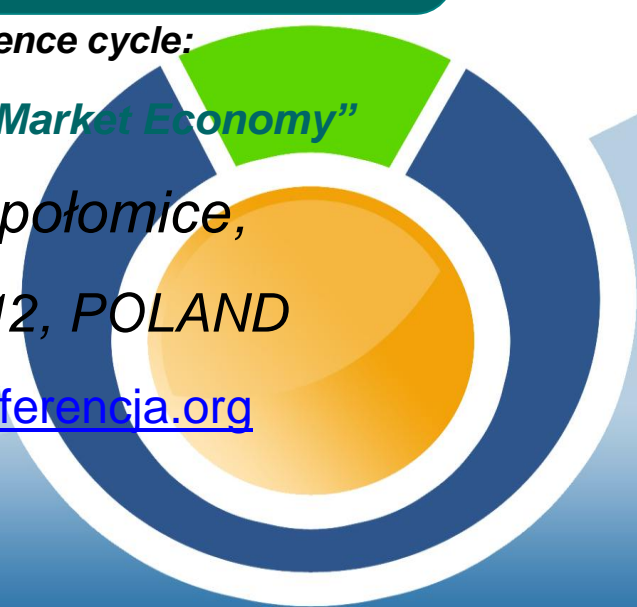 ence cycle:
Market Economy”
połomice,
12, POLAND
ferencja.org